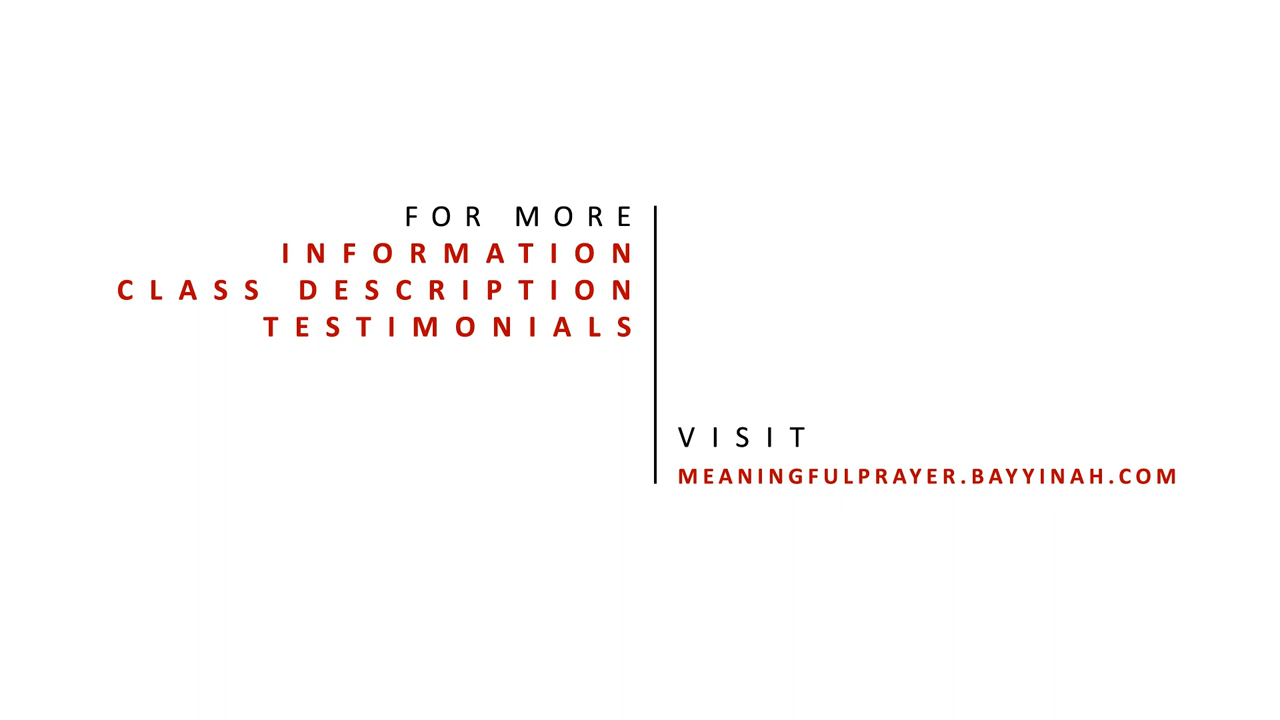 FOR MORE
INFORMATION
CLASS DESCRIPTION
TESTIMONIALS
VISIT
MEANINGFULPRAYER.BAYYINAH.COM